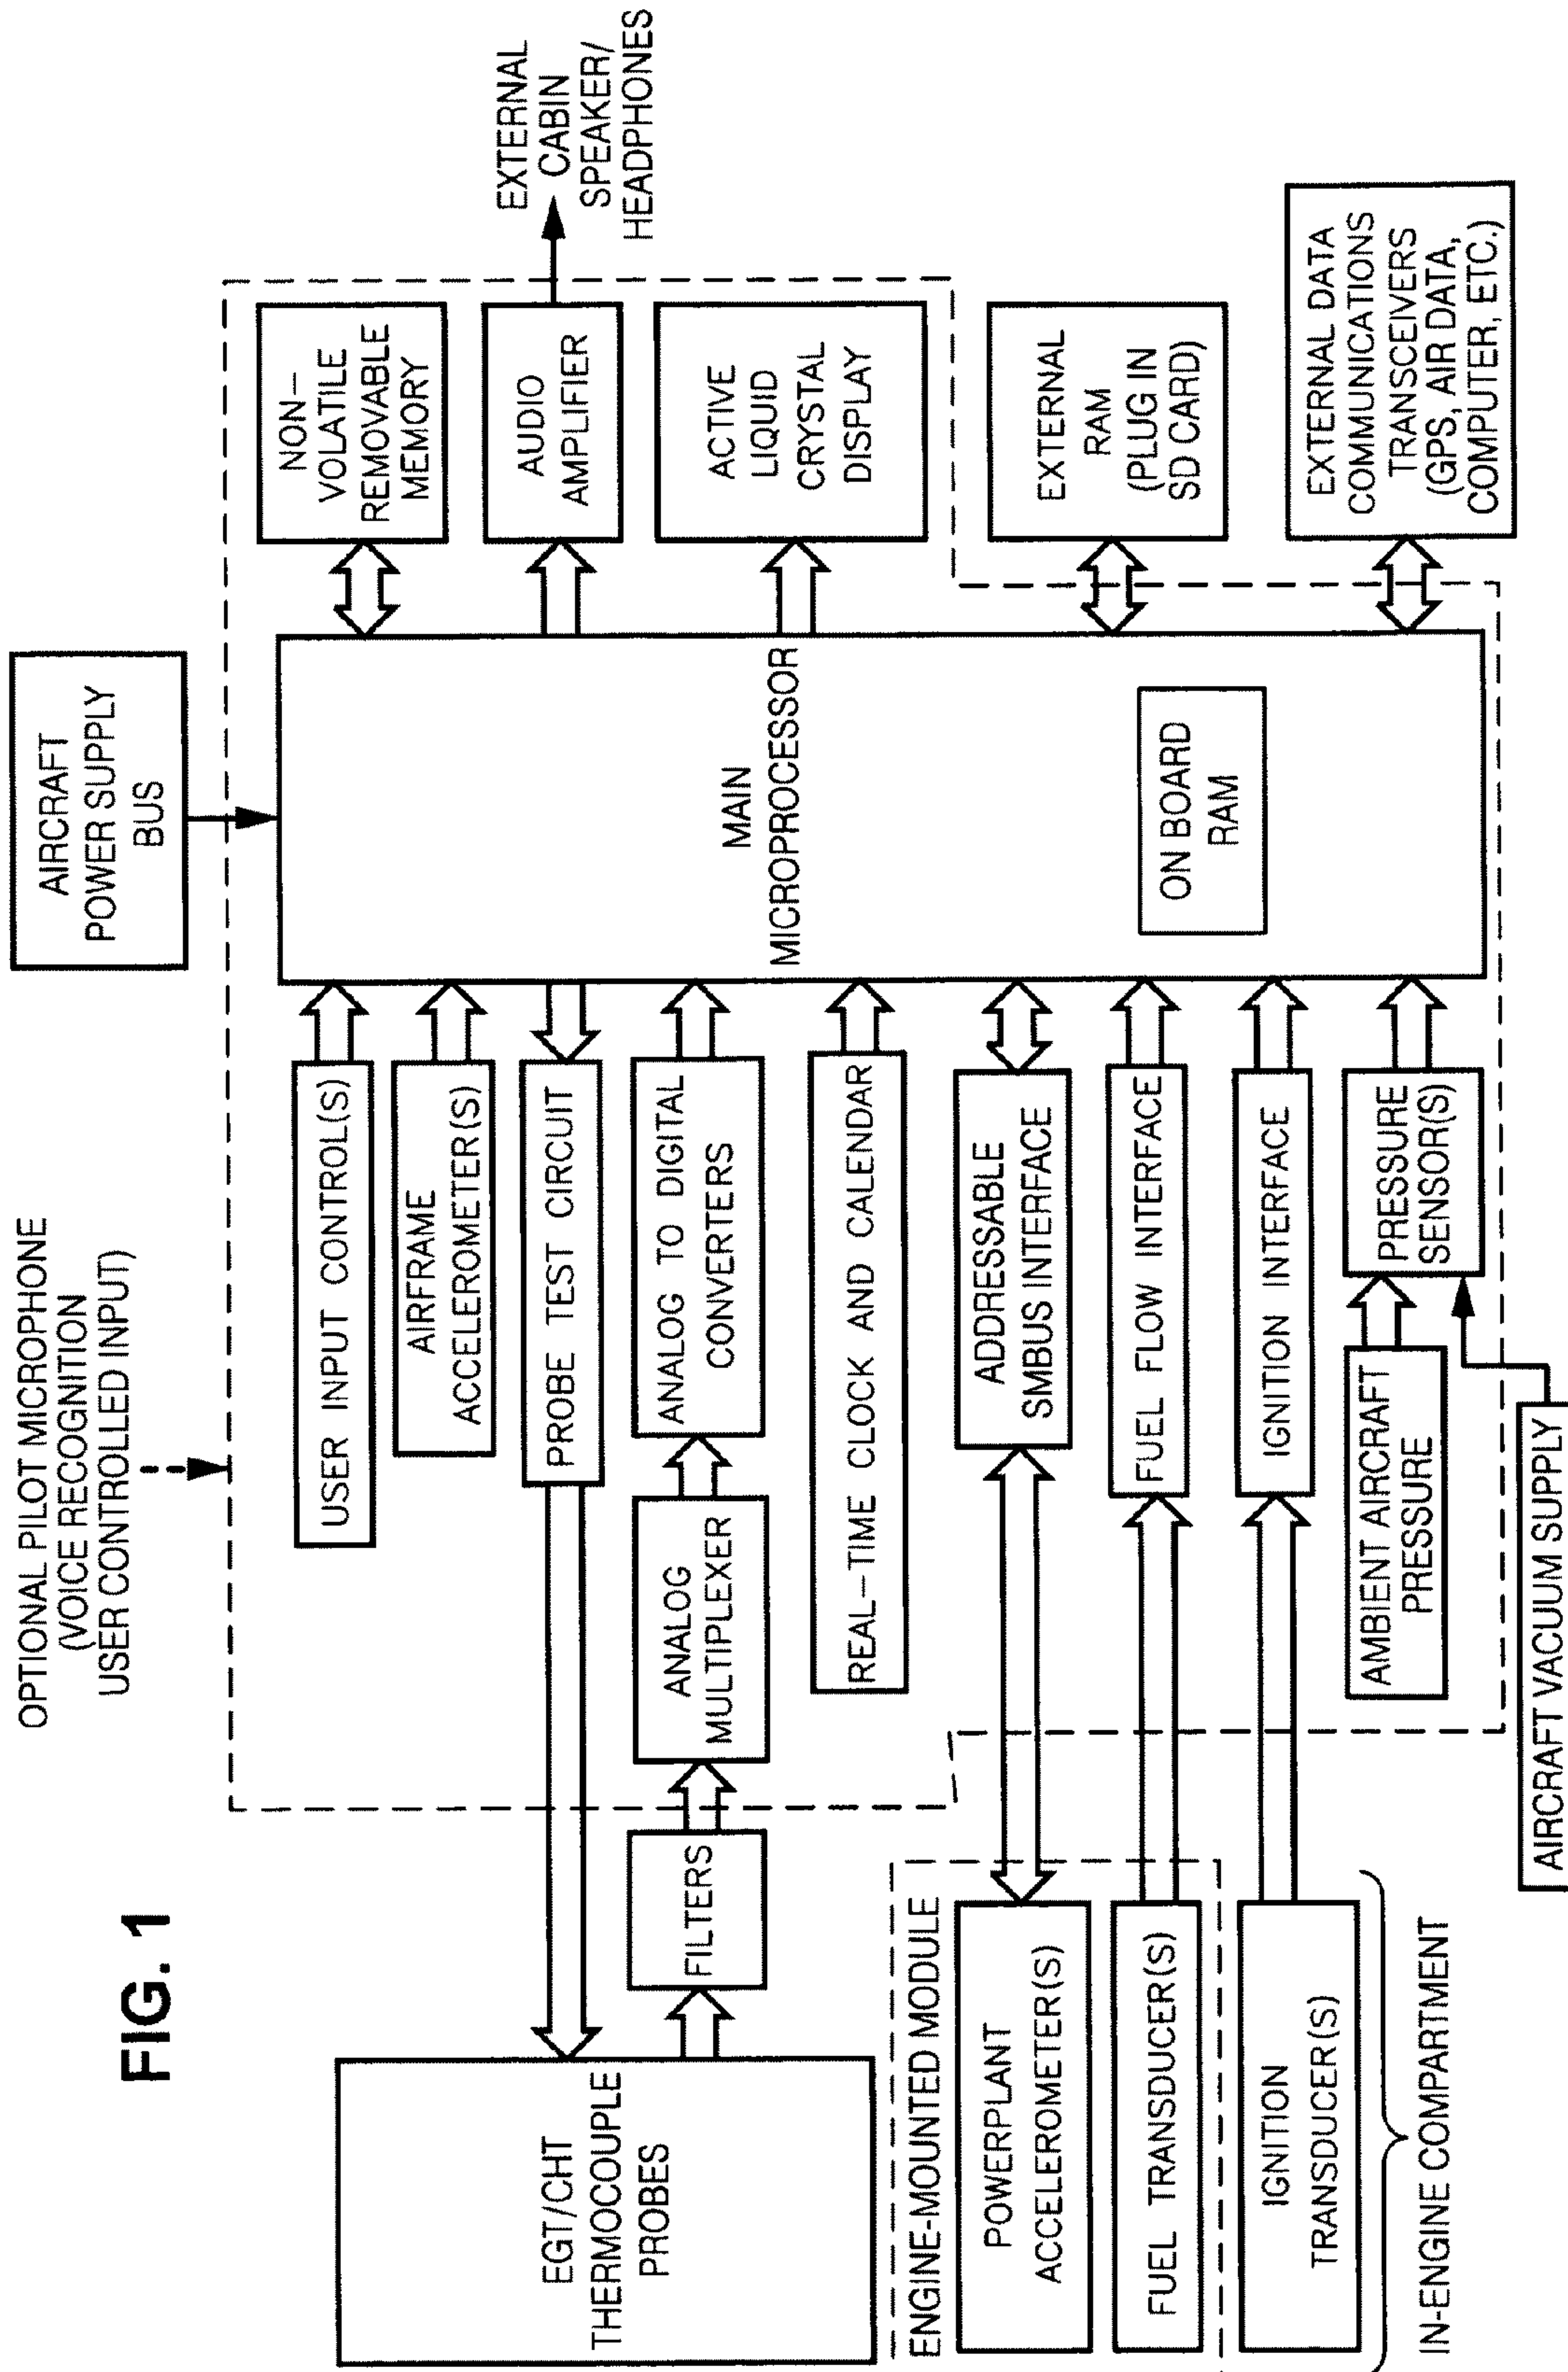 FIG. 1
OPTIONAL PILOT MICROPHONE
(VOICE RECOGNITION
USER CONTROLLED INPUT)
AIRCRAFT
POWER SUPPLY
BUS
USER INPUT CONTROL(S)
AIRFRAME
ACCELEROMETER(S)
PROBE TEST CIRCUIT
ANALOG TO DIGITAL
CONVERTERS
ANALOG
MULTIPLEXER
FILTERS
EGT/CHT
THERMOCOUPLE
PROBES
REAL-TIME CLOCK AND CALENDAR
ENGINE-MOUNTED MODULE
POWERPLANT
ACCELEROMETER(S)
ADDRESSABLE
SMBUS INTERFACE
FUEL TRANSDUCER(S)
FUEL FLOW INTERFACE
IGNITION
TRANSDUCER(S)
IGNITION INTERFACE
IN-ENGINE COMPARTMENT
AMBIENT AIRCRAFT
PRESSURE
PRESSURE
SENSOR(S)
AIRCRAFT VACUUM SUPPLY
MAIN
MICROPROCESSOR
ON BOARD
RAM
NON-
VOLATILE
REMOVABLE
MEMORY
AUDIO
AMPLIFIER
EXTERNAL
CABIN
SPEAKER/
HEADPHONES
ACTIVE
LIQUID
CRYSTAL
DISPLAY
EXTERNAL
RAM
(PLUG IN
SD CARD)
EXTERNAL DATA
COMMUNICATIONS
TRANSCEIVERS
(GPS, AIR DATA,
COMPUTER, ETC.)